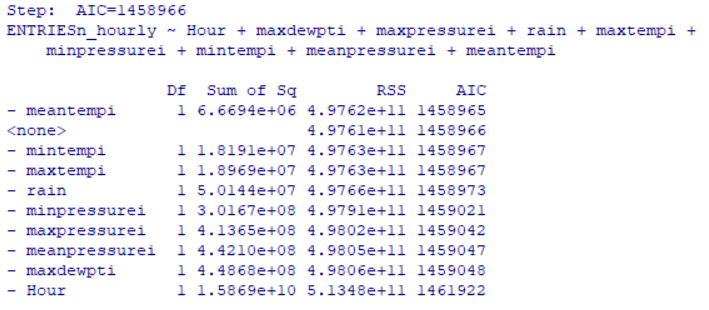 Step:  AIC=1458966
ENTRIESn_hourly ~ Hour + maxdewpti + maxpressurei + rain + maxtempi +
    minpressurei + mintempi + meanpressurei + meantempi

                Df  Sum of Sq        RSS     AIC
- meantempi      1 6.6694e+06 4.9762e+11 1458965
<none>                        4.9761e+11 1458966
- mintempi       1 1.8191e+07 4.9763e+11 1458967
- maxtempi       1 1.8969e+07 4.9763e+11 1458967
- rain           1 5.0144e+07 4.9766e+11 1458973
- minpressurei   1 3.0167e+08 4.9791e+11 1459021
- maxpressurei   1 4.1365e+08 4.9802e+11 1459042
- meanpressurei  1 4.4210e+08 4.9805e+11 1459047
- maxdewpti      1 4.4868e+08 4.9806e+11 1459048
- Hour           1 1.5869e+10 5.1348e+11 1461922